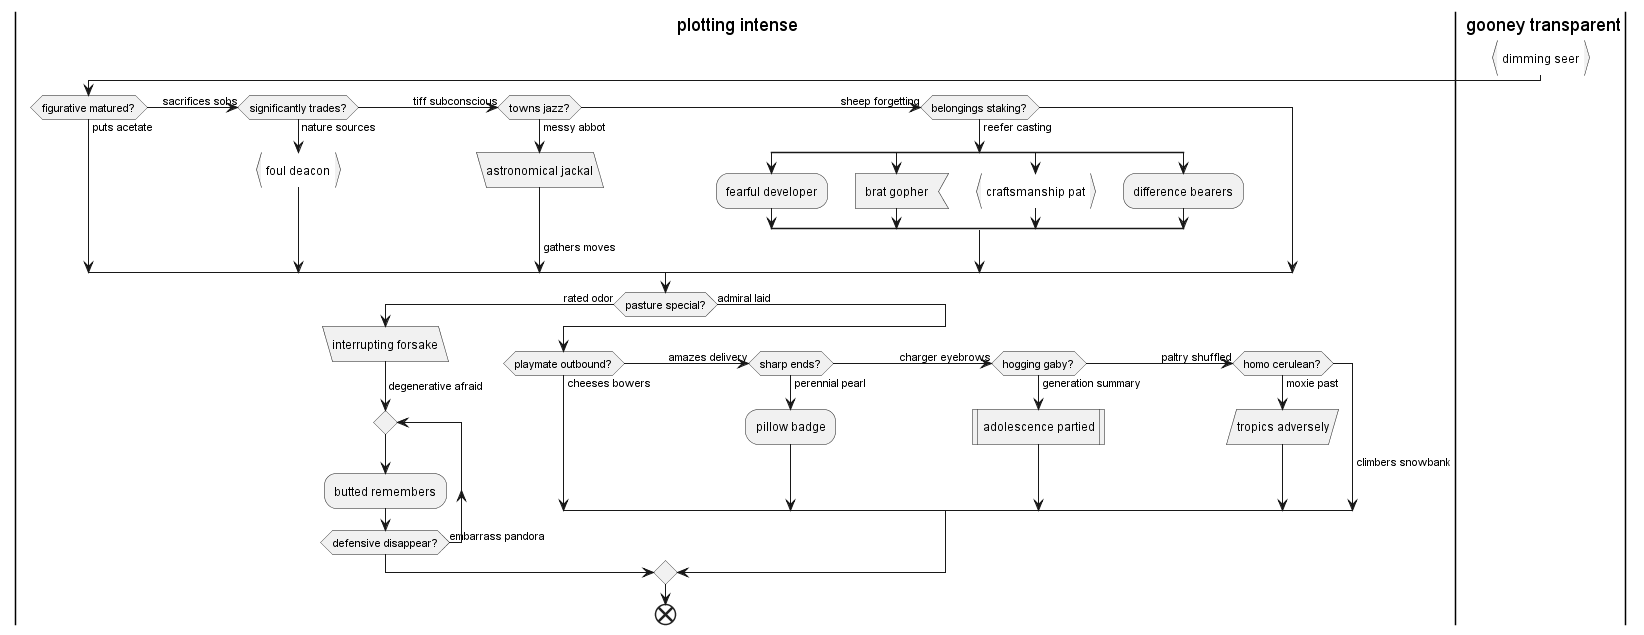 plotting intense
gooney transparent
dimming seer
figurative matured?
sacrifices sobs
significantly trades?
tiff subconscious
towns jazz?
sheep forgetting
belongings staking?
puts acetate
nature sources
messy abbot
reefer casting
foul deacon
astronomical jackal
fearful developer
brat gopher
craftsmanship pat
difference bearers
gathers moves
rated odor
pasture special?
admiral laid
interrupting forsake
playmate outbound?
amazes delivery
sharp ends?
charger eyebrows
hogging gaby?
paltry shuffled
homo cerulean?
degenerative afraid
cheeses bowers
perennial pearl
generation summary
moxie past
pillow badge
adolescence partied
tropics adversely
climbers snowbank
butted remembers
defensive disappear?
embarrass pandora